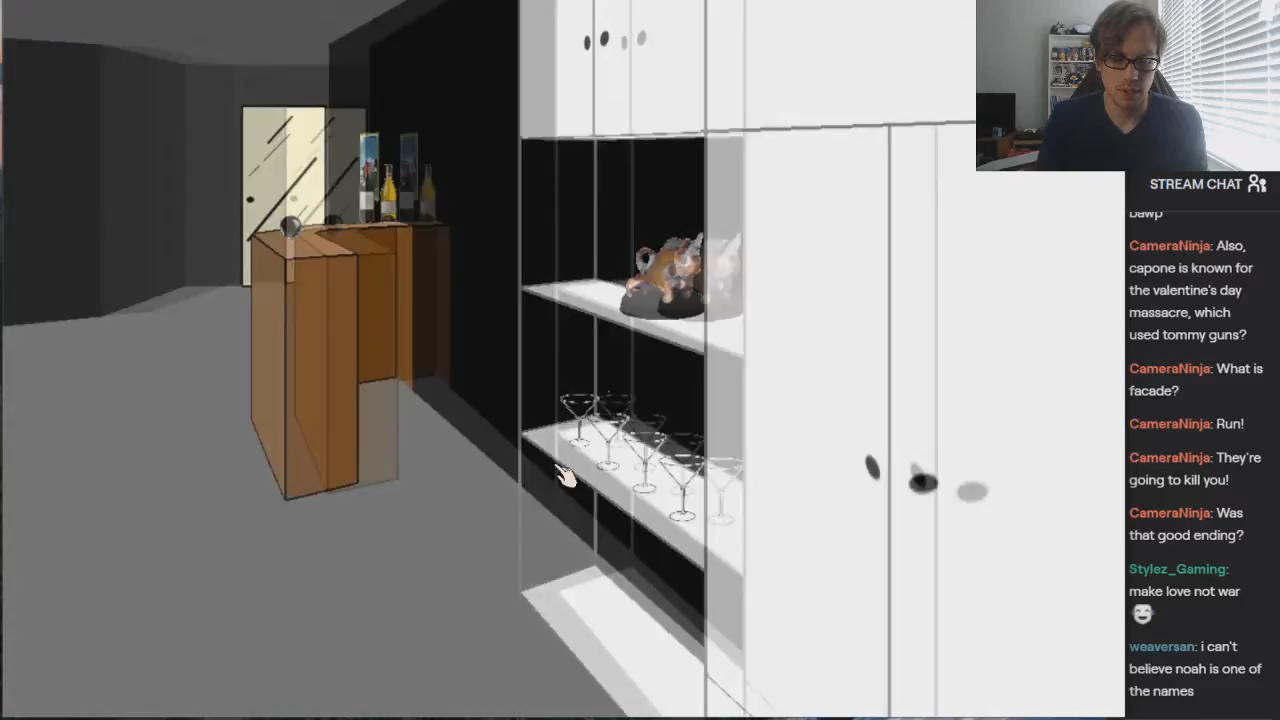 STREAM CHAT
bawp
CameraNinja: Also,
capone is known for
the valentine's day
massacre, which
used tommy guns?
CameraNinja: What is
facade?
CameraNinja: Run!
CameraNinja: They're
going to kill you!
CameraNinja: Was
that good ending?
Stylez_Gaming:
make love not war
weaversan: i can't
believe noah is one of
the names